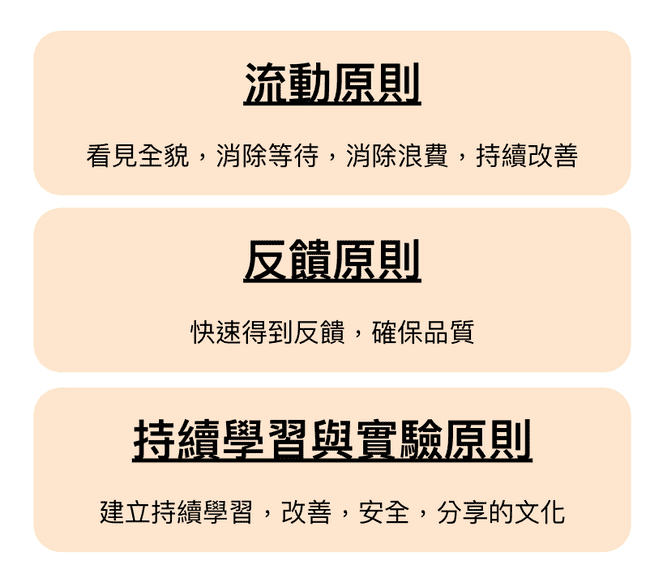 流動原則
看見全貌，消除等待，消除浪費，持續改善
反饋原則
快速得到反饋，確保品質
持續學習與實驗原則
建立持續學習，改善，安全，分享的文化